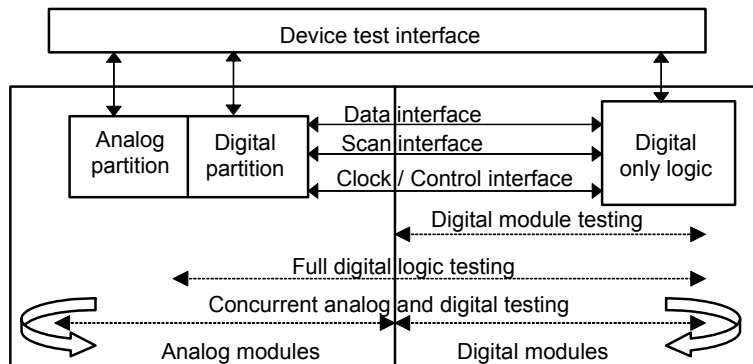 Device test interface
Analog
partition
Digital
partition
Data interface
Scan interface
Clock / Control interface
Digital
only logic
Digital module testing
Full digital logic testing
Concurrent analog and digital testing
Analog modules
Digital modules